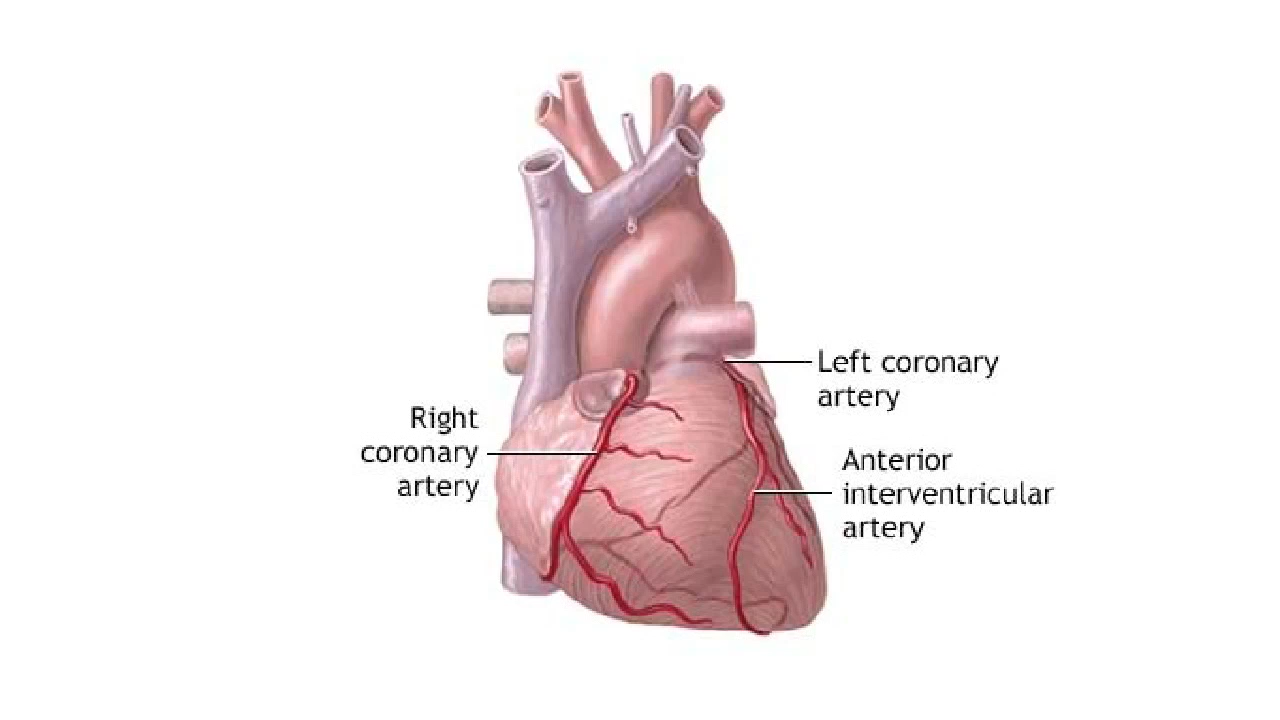 Left coronary
artery
Right
coronary
artery
Anterior
interventricular
artery